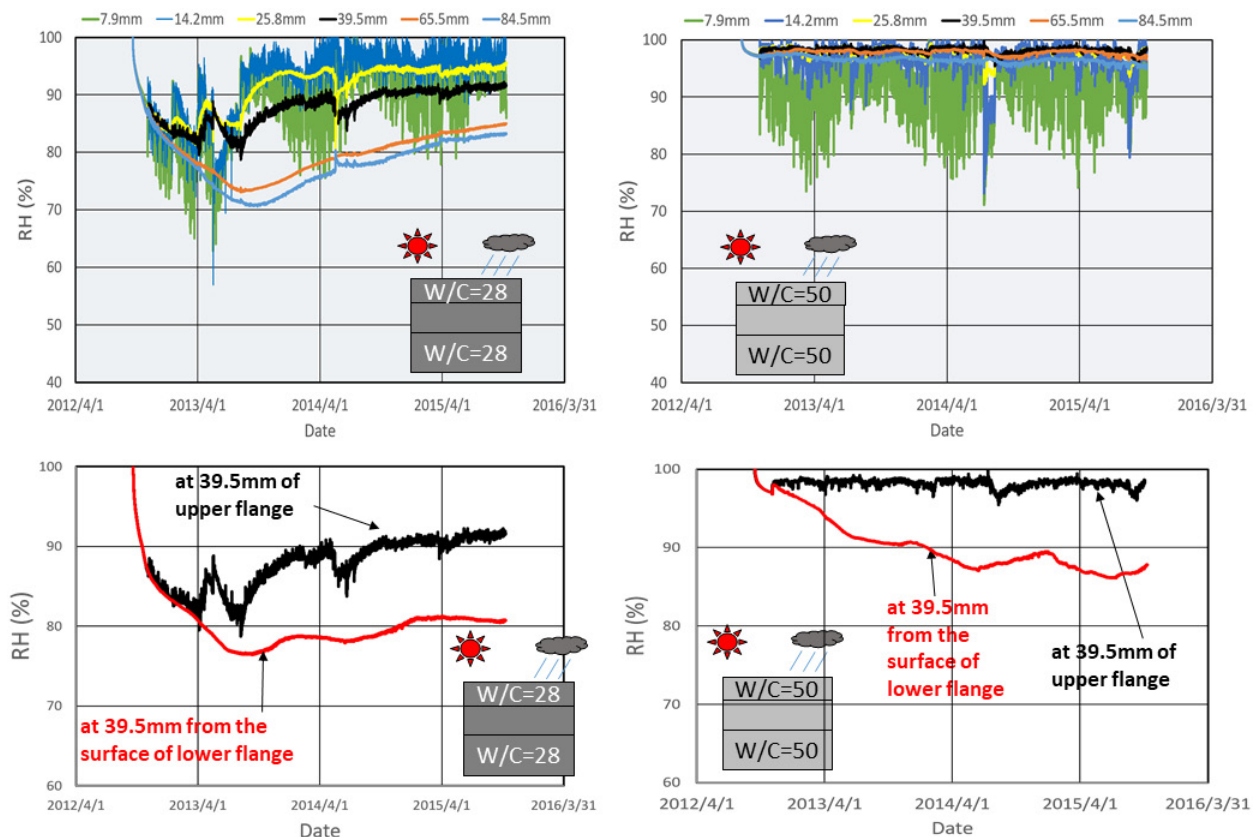 7.9mm 14.2mm 25.8mm 39.5mm 65.5mm 84.5mm
100
90
80
70
60
50
40
RH (%)
W/C=28
W/C=28
2012/4/1 2013/4/1 2014/4/1 2015/4/1 2016/3/31
Date
7.9mm 14.2mm 25.8mm 39.5mm 65.5mm 84.5mm
100
90
80
70
60
50
40
RH (%)
W/C=50
W/C=50
2012/4/1 2013/4/1 2014/4/1 2015/4/1 2016/3/31
Date
100
90
80
70
60
RH (%)
at 39.5mm of
upper flange
at 39.5mm from the
surface of lower flange
W/C=28
W/C=28
2012/4/1 2013/4/1 2014/4/1 2015/4/1 2016/3/31
Date
100
90
80
70
60
RH (%)
at 39.5mm
from the
surface of
lower flange
at 39.5mm of
upper flange
W/C=50
W/C=50
2012/4/1 2013/4/1 2014/4/1 2015/4/1 2016/3/31
Date